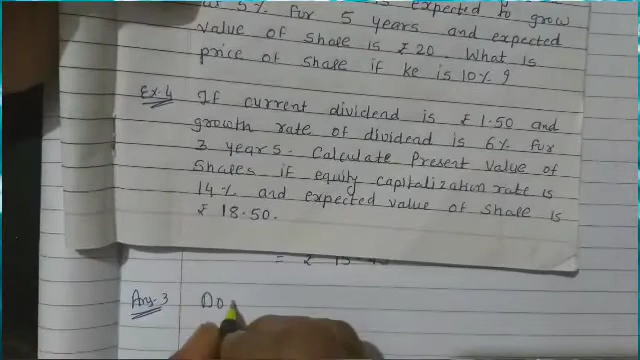 at 5% for 5 years and expected
is expected to grow
value of share is ₹ 20. What is
price of share if ke is 10% ?
Ex.4 If current dividend is ₹ 1.50 and
growth rate of dividend is 6% for
3 years. Calculate Present Value of
Shares if equity capitalization rate is
14% and expected value of share is
₹ 18.50.
= ₹
Ans.3 D0